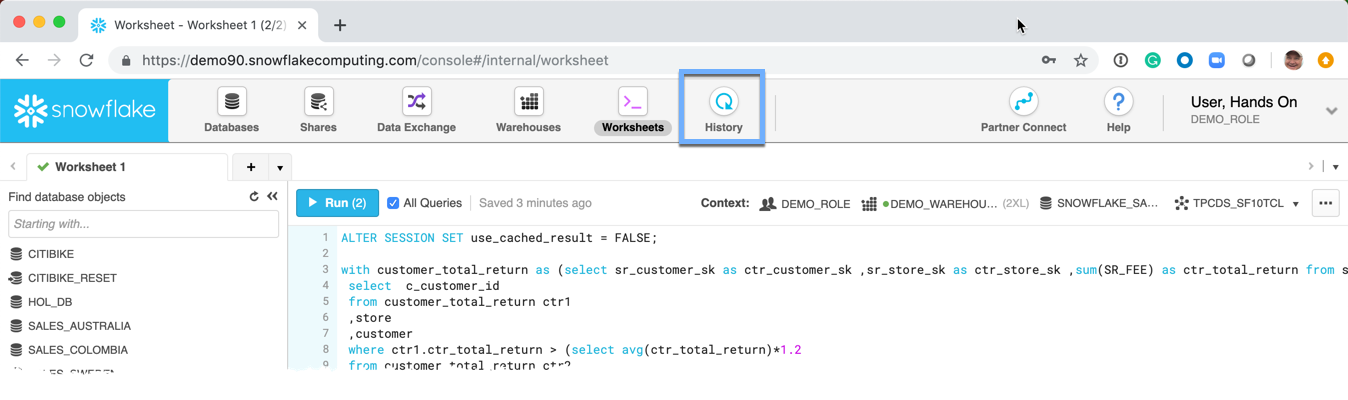 Worksheet - Worksheet 1 (2/2)
https://demo90.snowflakecomputing.com/console#/internal/worksheet
snowflake
Databases
Shares
Data Exchange
Warehouses
Worksheets
History
Partner Connect
Help
User, Hands On
DEMO_ROLE
Worksheet 1
Find database objects
Starting with...
CITIBIKE
CITIBIKE_RESET
HOL_DB
SALES_AUSTRALIA
SALES_COLOMBIA
SALES_SWEDEN
Run (2) All Queries Saved 3 minutes ago Context: DEMO_ROLE DEMO_WAREHOU... (2XL) SNOWFLAKE_SA... TPCDS_SF10TCL
1 ALTER SESSION SET use_cached_result = FALSE;
2
3 with customer_total_return as (select sr_customer_sk as ctr_customer_sk ,sr_store_sk as ctr_store_sk ,sum(SR_FEE) as ctr_total_return from s
4 select c_customer_id
5 from customer_total_return ctr1
6 ,store
7 ,customer
8 where ctr1.ctr_total_return > (select avg(ctr_total_return)*1.2
9 from customer_total_return ctr2